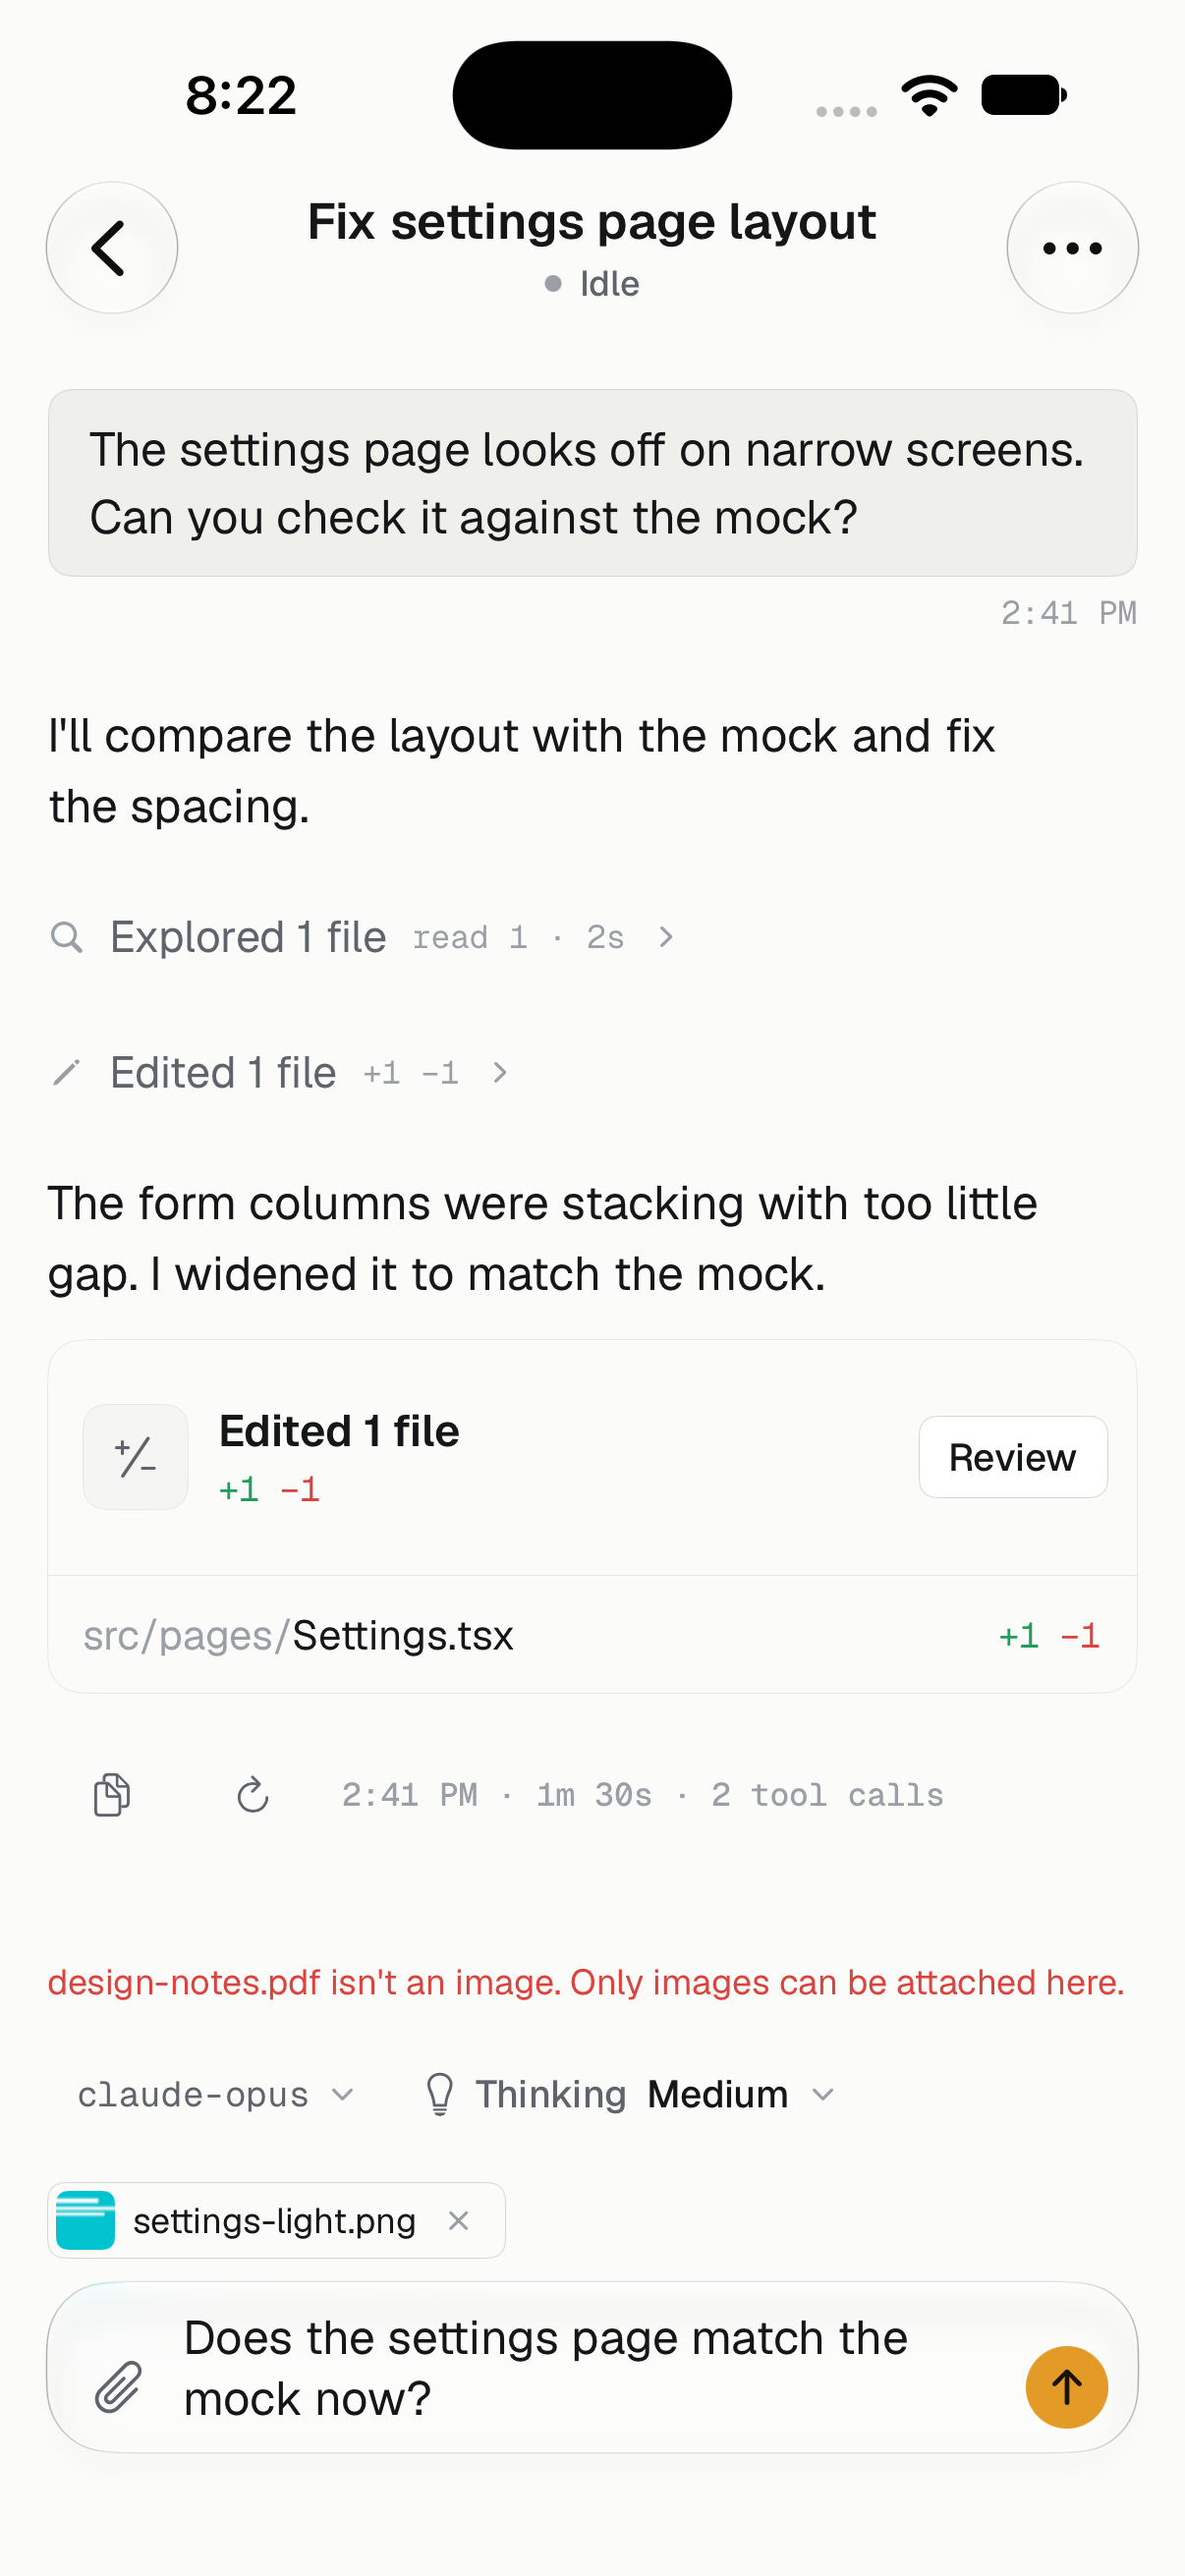 8:22
Fix settings page layout
Idle
The settings page looks off on narrow screens.
Can you check it against the mock?
2:41 PM
I'll compare the layout with the mock and fix
the spacing.
Explored 1 file read 1 · 2s
Edited 1 file +1 −1
The form columns were stacking with too little
gap. I widened it to match the mock.
Edited 1 file
+1 −1
Review
src/pages/Settings.tsx +1 −1
2:41 PM · 1m 30s · 2 tool calls
design-notes.pdf isn't an image. Only images can be attached here.
claude-opus Thinking Medium
settings-light.png
Does the settings page match the
mock now?